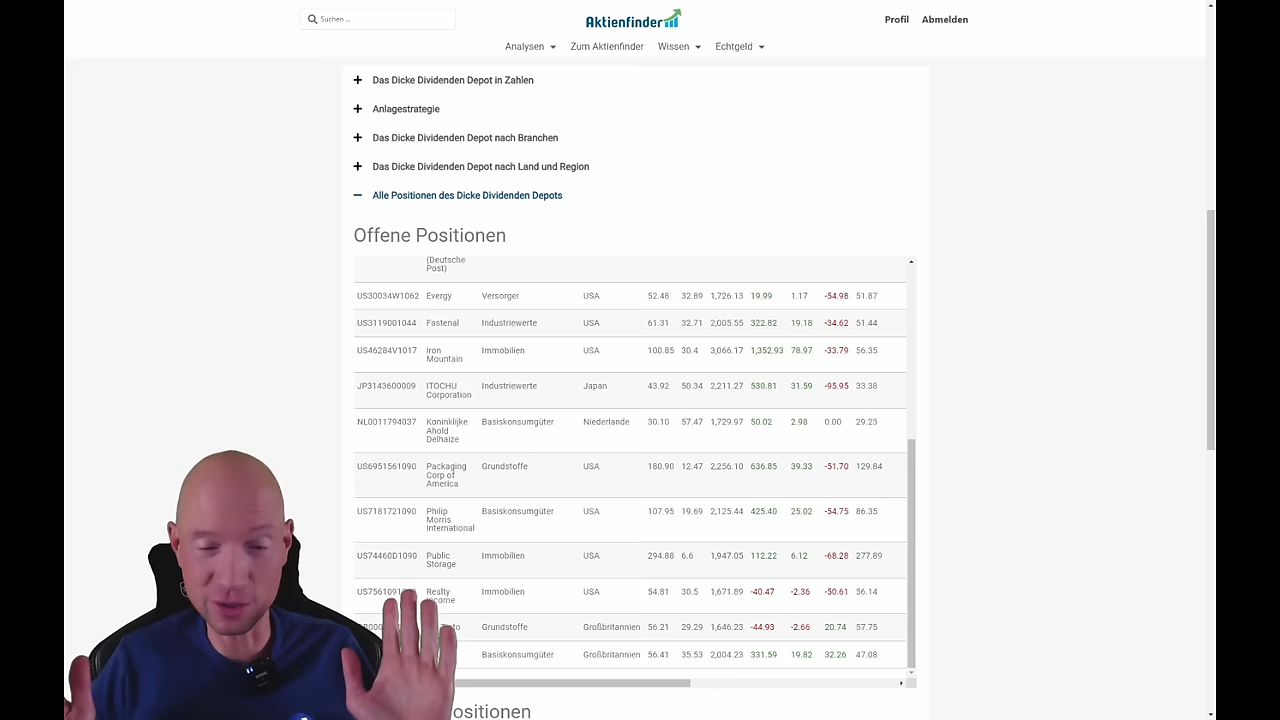 Suchen ...
Aktienfinder
Profil Abmelden
Analysen Zum Aktienfinder Wissen Echtgeld
+ Das Dicke Dividenden Depot in Zahlen
+ Anlagestrategie
+ Das Dicke Dividenden Depot nach Branchen
+ Das Dicke Dividenden Depot nach Land und Region
− Alle Positionen des Dicke Dividenden Depots
Offene Positionen
(Deutsche
Post)
US30034W1062 Evergy Versorger USA 52.48 32.89 1,726.13 19.99 1.17 -54.98 51.87
US3119001044 Fastenal Industriewerte USA 61.31 32.71 2,005.55 322.82 19.18 -34.62 51.44
US46284V1017 Iron Mountain Immobilien USA 100.85 30.4 3,066.17 1,352.93 78.97 -33.79 56.35
JP3143600009 ITOCHU Corporation Industriewerte Japan 43.92 50.34 2,211.27 530.81 31.59 -95.95 33.38
NL0011794037 Koninklijke Ahold Delhaize Basiskonsumgüter Niederlande 30.10 57.47 1,729.97 50.02 2.98 0.00 29.23
US6951561090 Packaging Corp of America Grundstoffe USA 180.90 12.47 2,256.10 636.85 39.33 -51.70 129.84
US7181721090 Philip Morris International Basiskonsumgüter USA 107.95 19.69 2,125.44 425.40 25.02 -54.75 86.35
US74460D1090 Public Storage Immobilien USA 294.88 6.6 1,947.05 112.22 6.12 -68.28 277.89
Realty Immobilien USA 54.81 30.5 1,671.89 -40.47 -2.36 -50.61 56.14
Grundstoffe Großbritannien 56.21 29.29 1,646.23 -44.93 -2.66 20.74 57.75
Basiskonsumgüter Großbritannien 56.41 35.53 2,004.23 331.59 19.82 32.26 47.08
ositionen